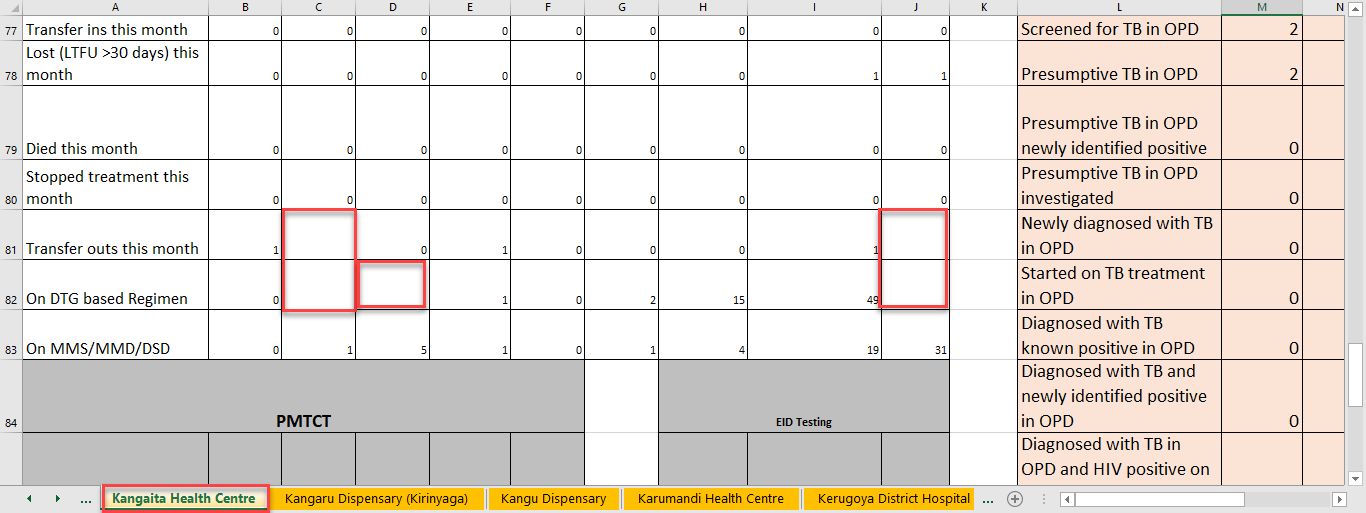 A B C D E F G H I J K L M N
77 Transfer ins this month 0 0 0 0 0 0 0 0 0 Screened for TB in OPD 2
Lost (LTFU >30 days) this
78 month 0 0 0 0 0 0 0 1 1 Presumptive TB in OPD 2
Presumptive TB in OPD
79 Died this month 0 0 0 0 0 0 0 0 0 newly identified positive 0
Stopped treatment this Presumptive TB in OPD
80 month 0 0 0 0 0 0 0 0 0 investigated 0
Newly diagnosed with TB
81 Transfer outs this month 1 0 1 0 0 0 1 in OPD 0
Started on TB treatment
82 On DTG based Regimen 0 1 0 2 15 49 in OPD 0
Diagnosed with TB
83 On MMS/MMD/DSD 0 1 5 1 0 1 4 19 31 known positive in OPD 0
Diagnosed with TB and
newly identified positive
84 PMTCT EID Testing in OPD 0
Diagnosed with TB in
OPD and HIV positive on
... Kangaita Health Centre Kangaru Dispensary (Kirinyaga) Kangu Dispensary Karumandi Health Centre Kerugoya District Hospital ...